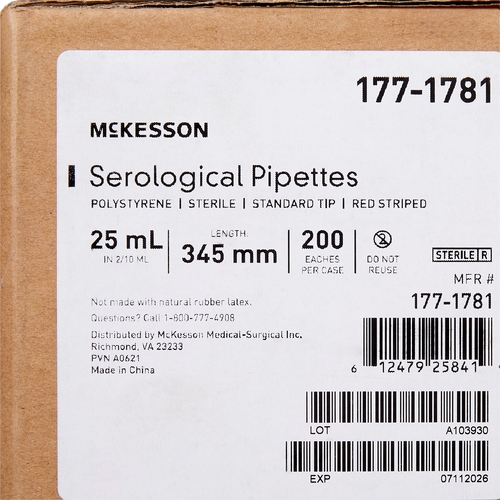 177-1781
McKESSON
Serological Pipettes
POLYSTYRENE | STERILE | STANDARD TIP | RED STRIPED
25 mL
IN 2/10 ML
LENGTH:
345 mm
200
EACHES
PER CASE
2
DO NOT
REUSE
STERILE R
MFR #
177-1781
Not made with natural rubber latex.
Questions? Call 1-800-777-4908
Distributed by McKesson Medical-Surgical Inc.
Richmond, VA 23233
PVN A0621
Made in China
6 12479 25841
LOT A103930
EXP 07112026